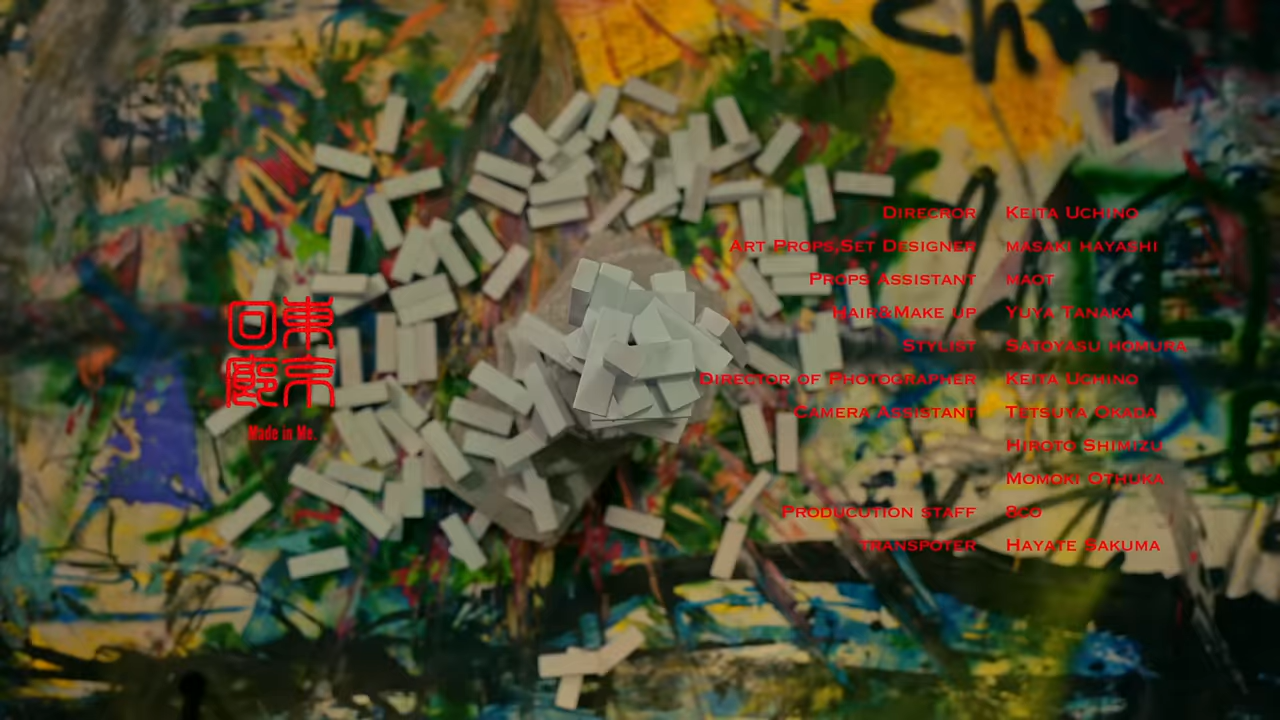 東京
回廊
Made in Me.
Direcror Keita Uchino
Art Props,Set Designer masaki hayashi
Props Assistant maot
Hair&Make up Yuya Tanaka
Stylist Satoyasu homura
Director of Photographer Keita Uchino
Camera Assistant Tetsuya Okada
Hiroto Shimizu
Momoki Othuka
Producution staff 8co
transpoter Hayate Sakuma